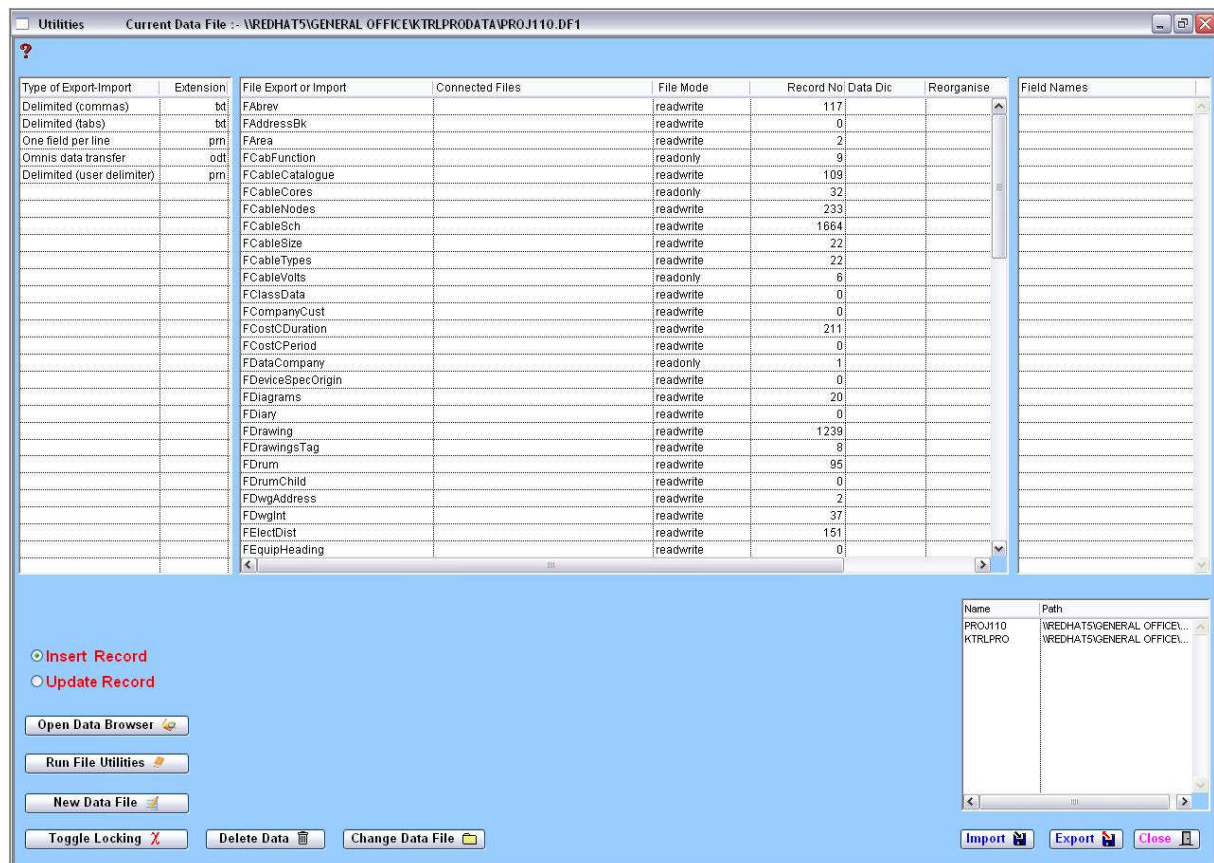 Utilities Current Data File :- \\REDHAT5\GENERAL OFFICE\KTRLPRODATA\PROJ110.DF1
?
Type of Export-Import Extension File Export or Import Connected Files File Mode Record No Data Dic Reorganise Field Names
Delimited (commas) txt FAbrev readwrite 117
Delimited (tabs) txt FAddressBk readwrite 0
One field per line prn FArea readwrite 2
Omnis data transfer odt FCabFunction readonly 9
Delimited (user delimiter) prn FCableCatalogue readwrite 109
FCableCores readonly 32
FCableNodes readwrite 233
FCableSch readwrite 1664
FCableSize readwrite 22
FCableTypes readwrite 22
FCableVolts readonly 6
FClassData readwrite 0
FCompanyCust readwrite 0
FCostCDuration readwrite 211
FCostCPeriod readwrite 0
FDataCompany readonly 1
FDeviceSpecOrigin readwrite 0
FDiagrams readwrite 20
FDiary readwrite 0
FDrawing readwrite 1239
FDrawingsTag readwrite 8
FDrum readwrite 95
FDrumChild readwrite 0
FDwgAddress readwrite 2
FDwgInt readwrite 37
FElectDist readwrite 151
FEquipHeading readwrite 0
Name Path
PROJ110 \\REDHAT5\GENERAL OFFICE\...
KTRLPRO \\REDHAT5\GENERAL OFFICE\...
Insert Record
Update Record
Open Data Browser
Run File Utilities
New Data File
Toggle Locking Delete Data Change Data File Import Export Close